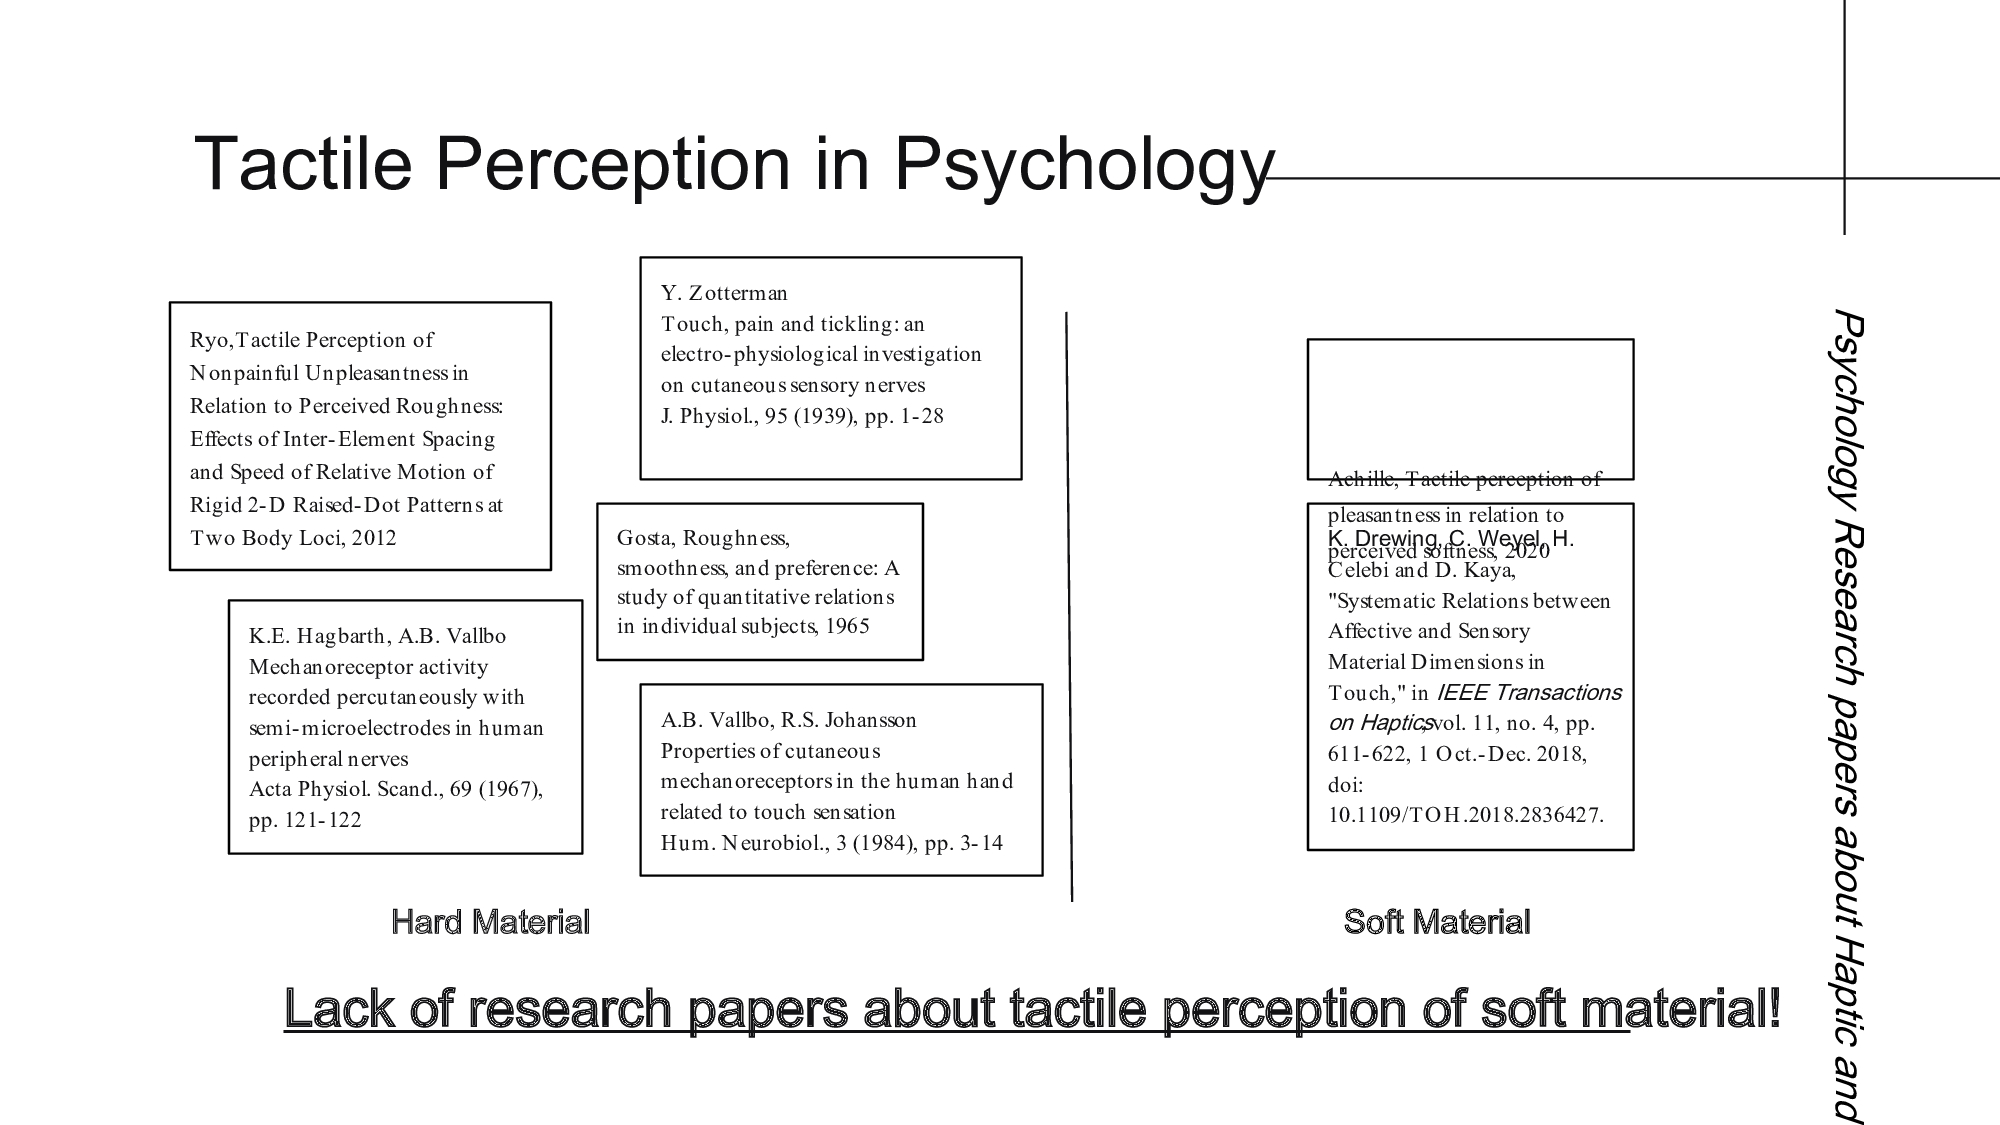 Tactile Perception in Psychology
Ryo,Tactile Perception of
Nonpainful Unpleasantness in
Relation to Perceived Roughness:
Effects of Inter-Element Spacing
and Speed of Relative Motion of
Rigid 2-D Raised-Dot Patterns at
Two Body Loci, 2012
Y. Zotterman
Touch, pain and tickling: an
electro-physiological investigation
on cutaneous sensory nerves
J. Physiol., 95 (1939), pp. 1-28
Gosta, Roughness,
smoothness, and preference: A
study of quantitative relations
in individual subjects, 1965
K.E. Hagbarth, A.B. Vallbo
Mechanoreceptor activity
recorded percutaneously with
semi-microelectrodes in human
peripheral nerves
Acta Physiol. Scand., 69 (1967),
pp. 121-122
A.B. Vallbo, R.S. Johansson
Properties of cutaneous
mechanoreceptors in the human hand
related to touch sensation
Hum. Neurobiol., 3 (1984), pp. 3-14
Hard Material
Achille, Tactile perception of
pleasantness in relation to
perceived softness, 2020
K. Drewing, C. Weyel, H.
Celebi and D. Kaya,
"Systematic Relations between
Affective and Sensory
Material Dimensions in
Touch," in IEEE Transactions
on Haptics, vol. 11, no. 4, pp.
611-622, 1 Oct.-Dec. 2018,
doi:
10.1109/TOH.2018.2836427.
Soft Material
Lack of research papers about tactile perception of soft material!
Psychology Research papers about Haptic and